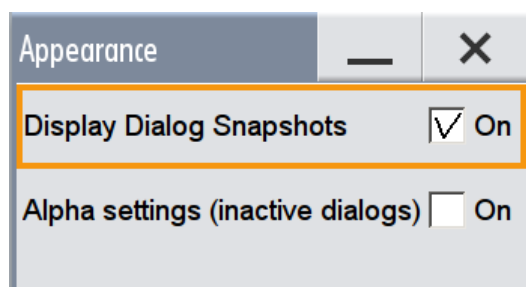 Appearance
Display Dialog Snapshots On
Alpha settings (inactive dialogs) On